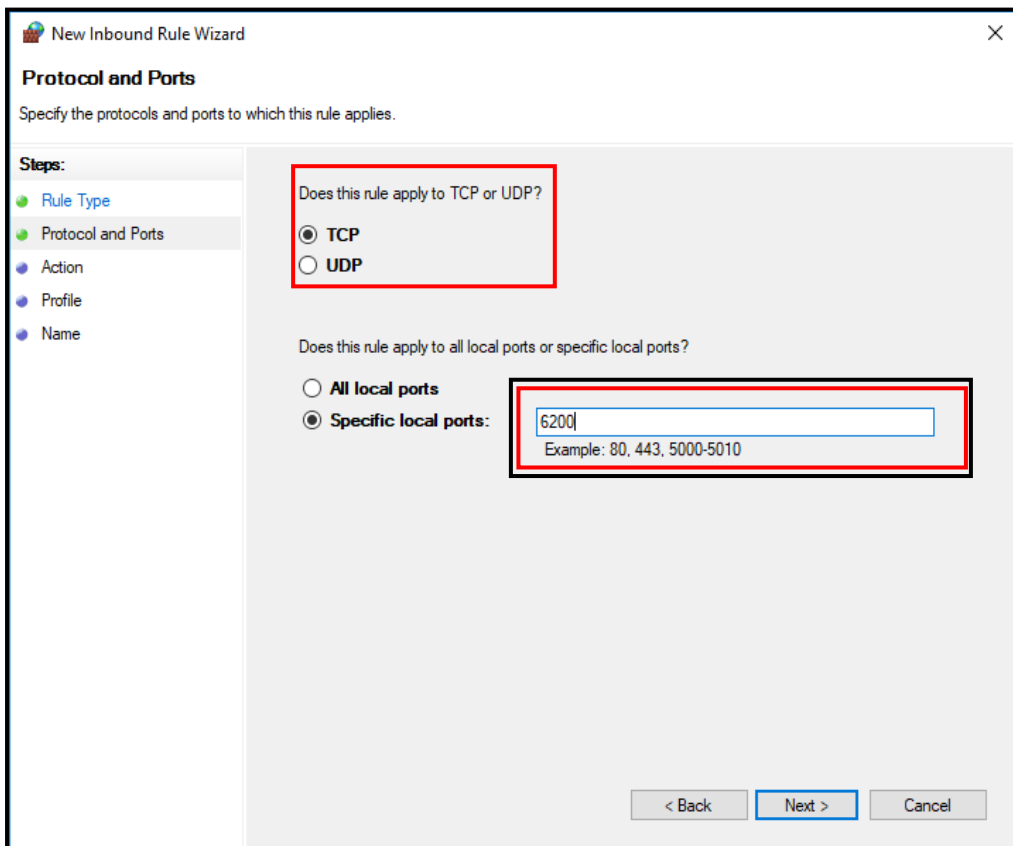 New Inbound Rule Wizard
Protocol and Ports
Specify the protocols and ports to which this rule applies.
Steps:
Rule Type
Protocol and Ports
Action
Profile
Name
Does this rule apply to TCP or UDP?
TCP
UDP
Does this rule apply to all local ports or specific local ports?
All local ports
Specific local ports:
6200
Example: 80, 443, 5000-5010
< Back
Next >
Cancel